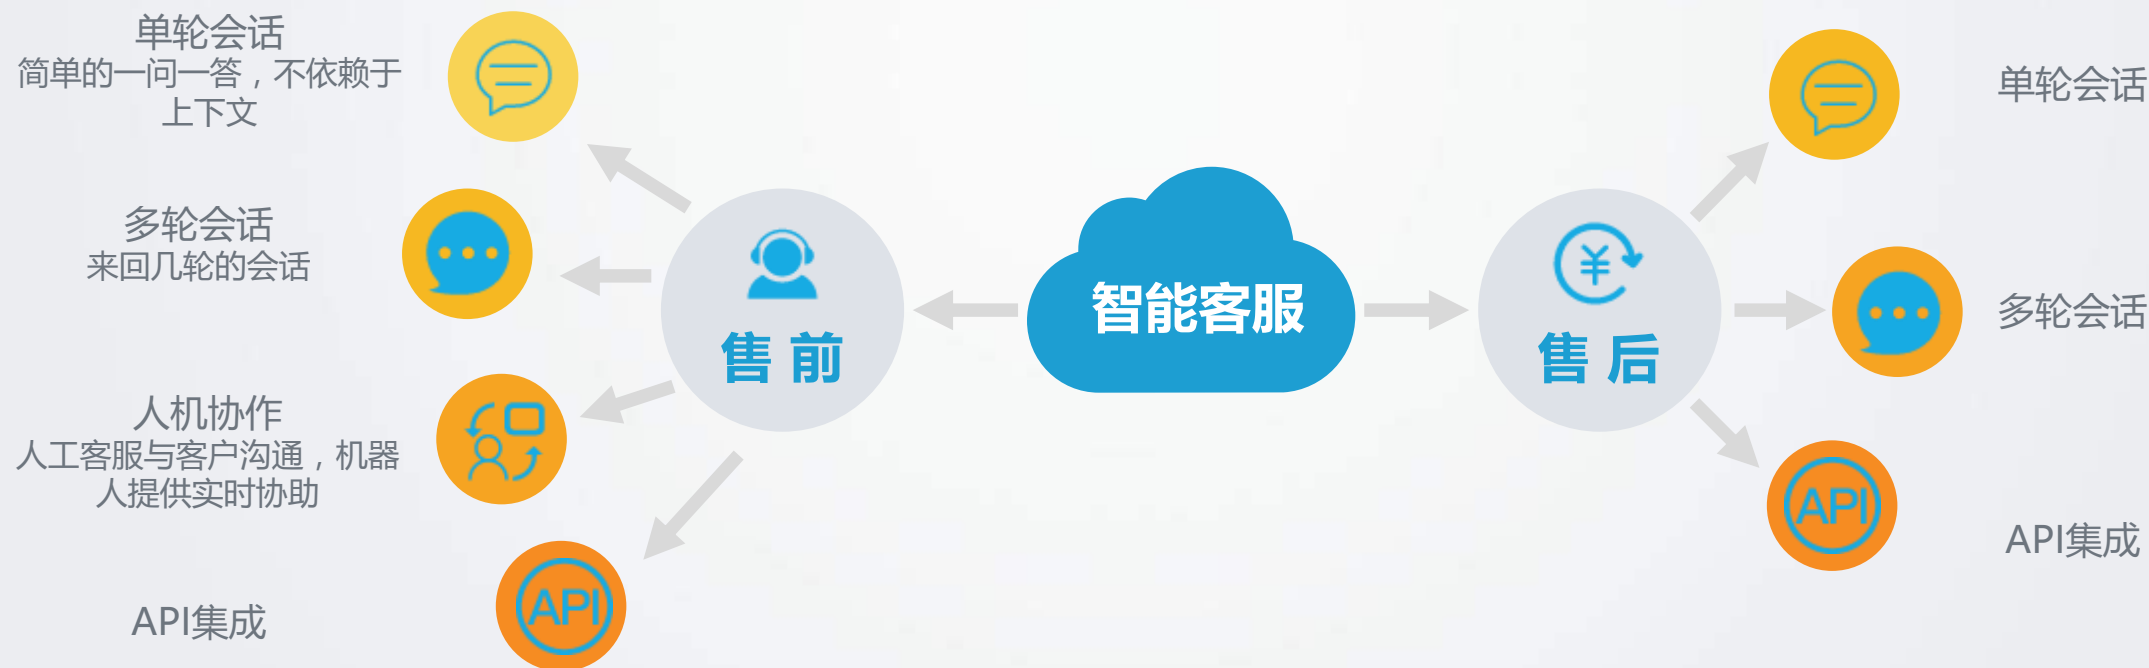 单轮会话
简单的一问一答，不依赖于
上下文
多轮会话
来回几轮的会话
人机协作
人工客服与客户沟通，机器
人提供实时协助
API集成
API
售前
智能客服
售后
单轮会话
多轮会话
API
API集成